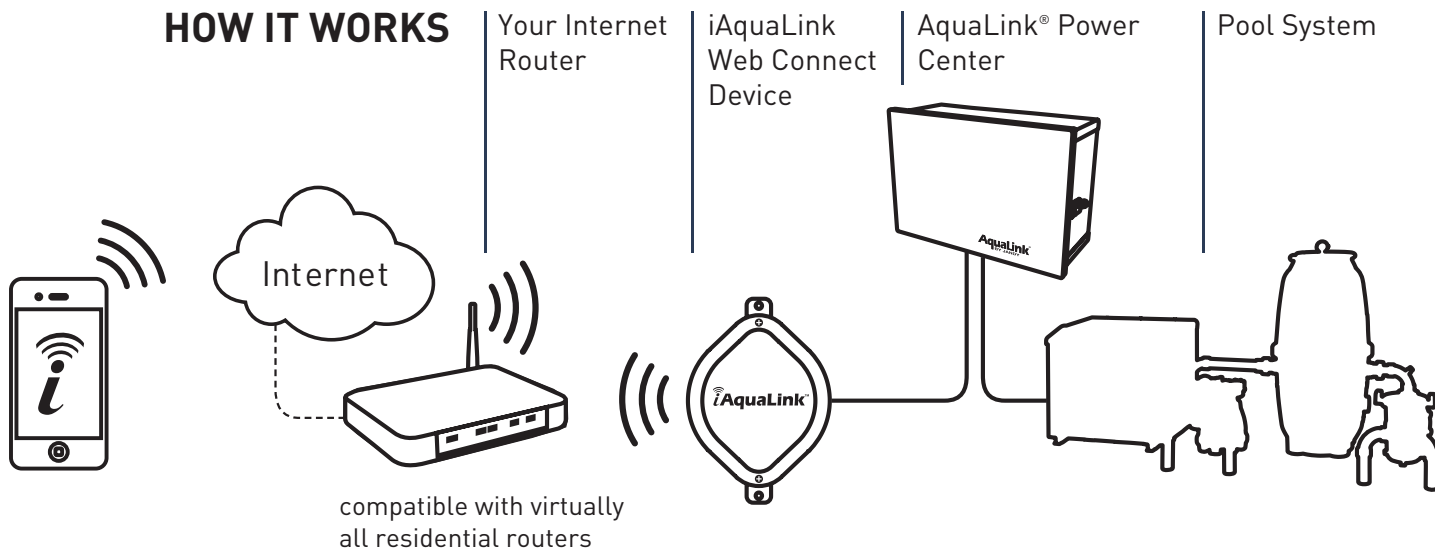 HOW IT WORKS
Your Internet
Router
iAquaLink
Web Connect
Device
AquaLink® Power
Center
Pool System
Internet
i
iAquaLink™
AquaLink
compatible with virtually
all residential routers